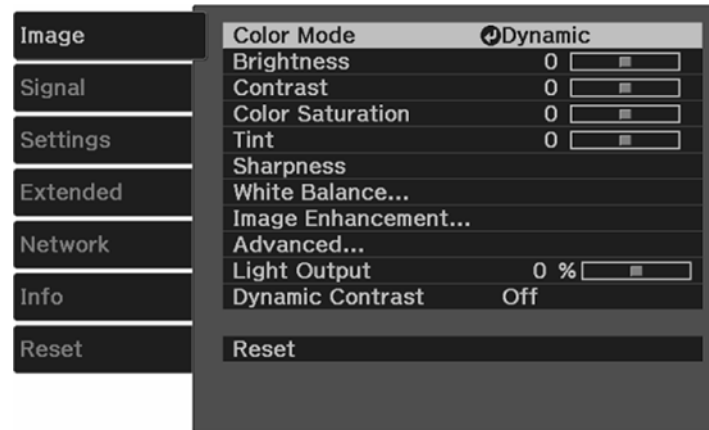 Image
Signal
Settings
Extended
Network
Info
Reset
Color Mode Dynamic
Brightness 0
Contrast 0
Color Saturation 0
Tint 0
Sharpness
White Balance...
Image Enhancement...
Advanced...
Light Output 0 %
Dynamic Contrast Off
Reset